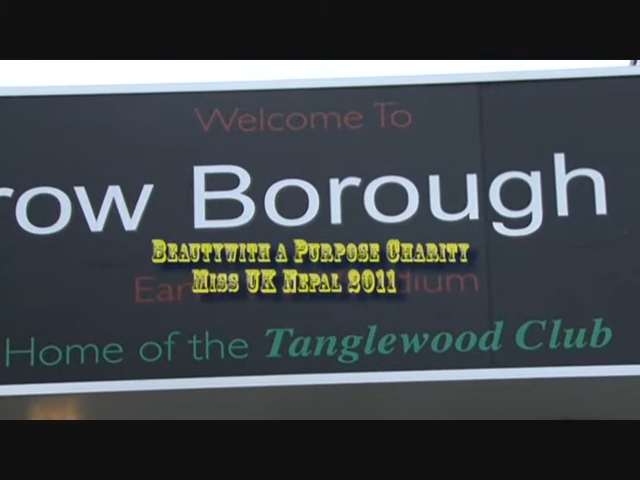 Welcome To
row Borough
BEAUTYWITH A PURPOSE CHARITY
MISS UK NEPAL 2011
Home of the Tanglewood Club